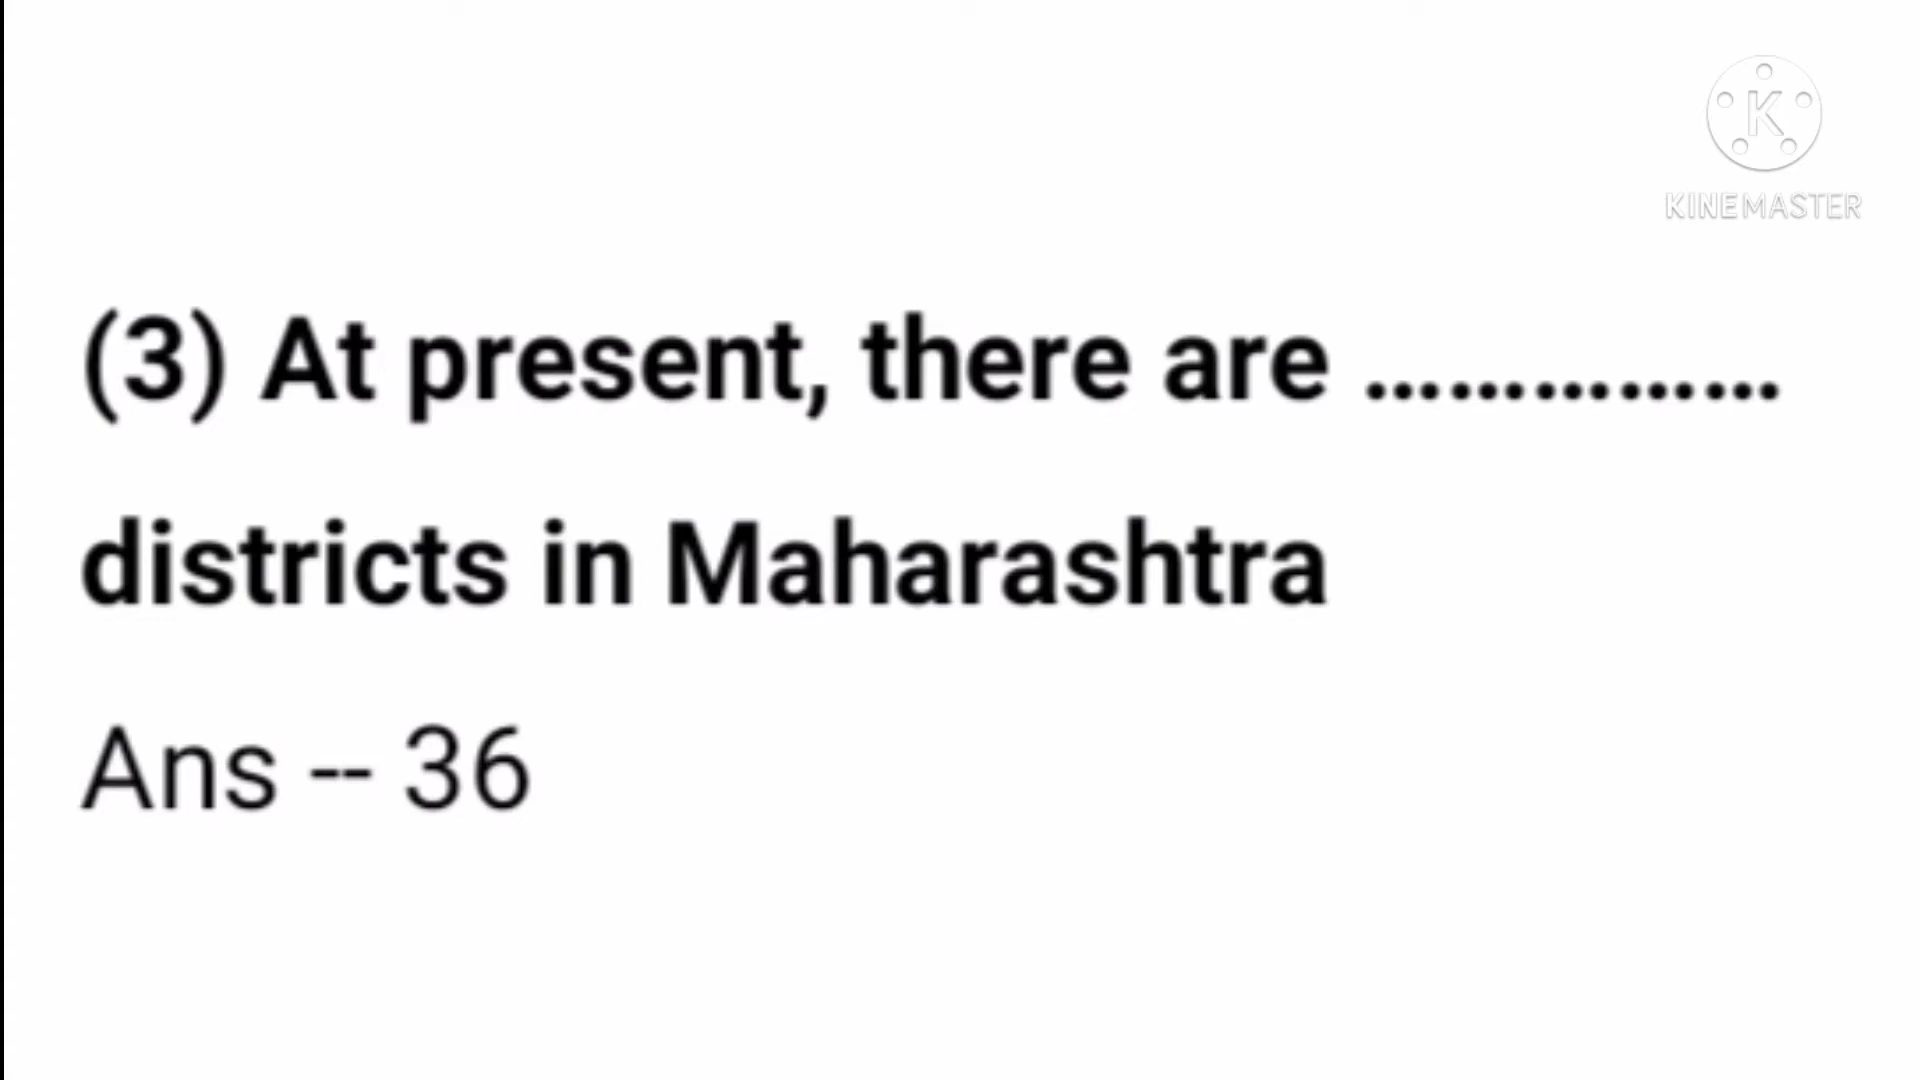 K
KINEMASTER
(3) At present, there are ...............
districts in Maharashtra
Ans -- 36